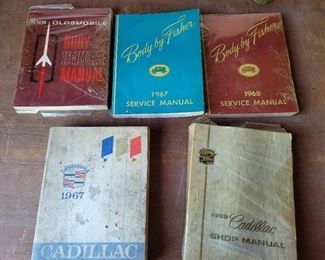 OLDSMOBILE
BODY
SERVICE
MANUAL
Body by Fisher
1967
SERVICE MANUAL
Body by Fisher
1968
SERVICE MANUAL
1967
CADILLAC
1969 Cadillac
SHOP MANUAL